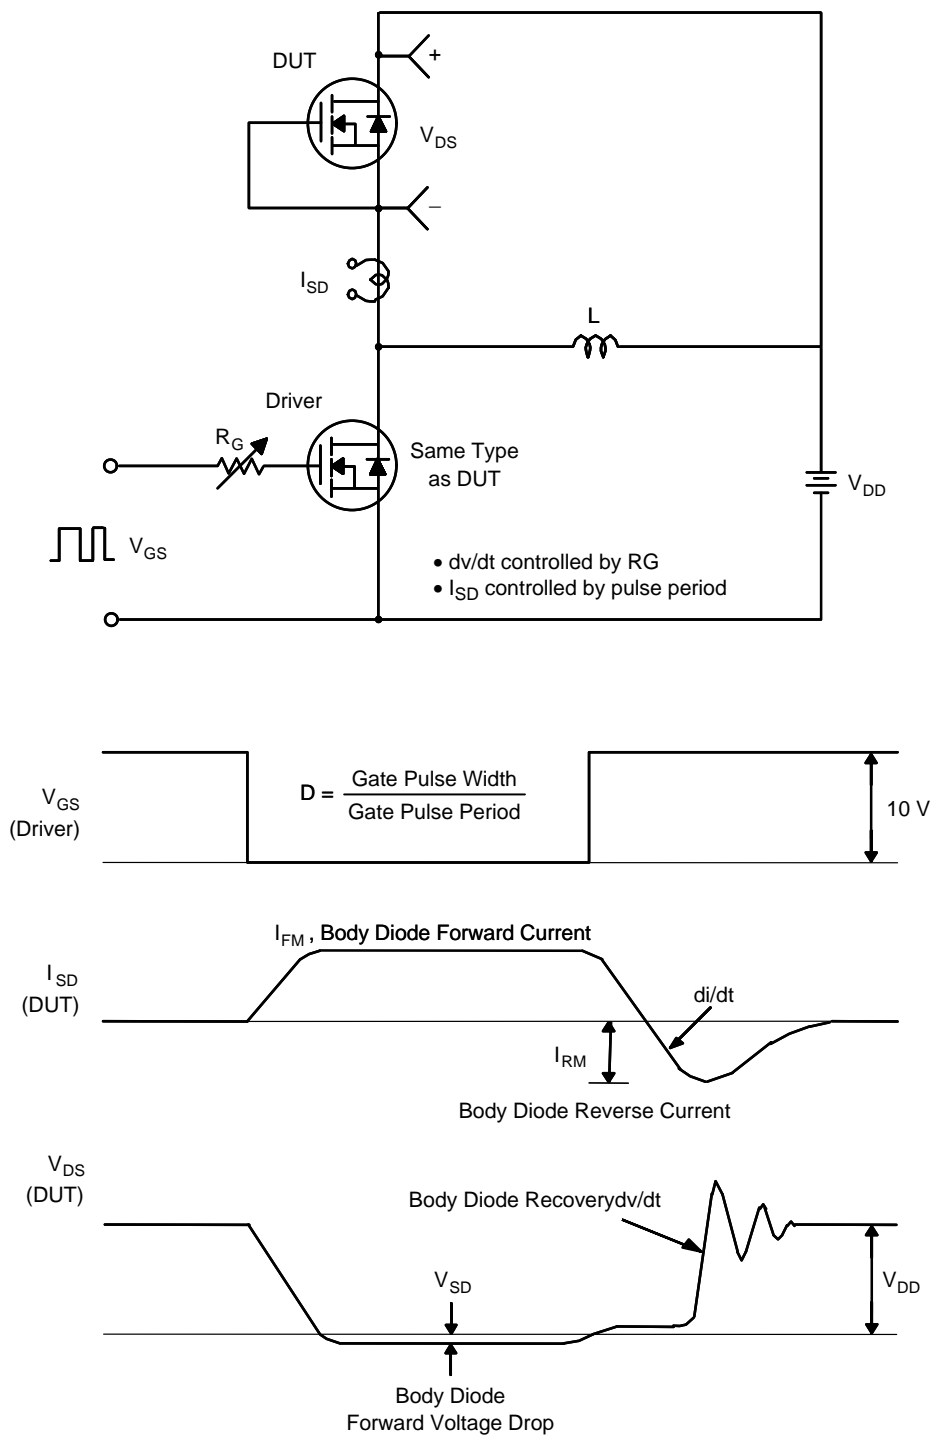 DUT
+
V_DS
−
I_SD
L
Driver
R_G
Same Type
as DUT
V_DD
V_GS
• dv/dt controlled by RG
• I_SD controlled by pulse period
V_GS
(Driver)
D = Gate Pulse Width
Gate Pulse Period
10 V
I_FM , Body Diode Forward Current
I_SD
(DUT)
di/dt
I_RM
Body Diode Reverse Current
V_DS
(DUT)
Body Diode Recoverydv/dt
V_SD
V_DD
Body Diode
Forward Voltage Drop